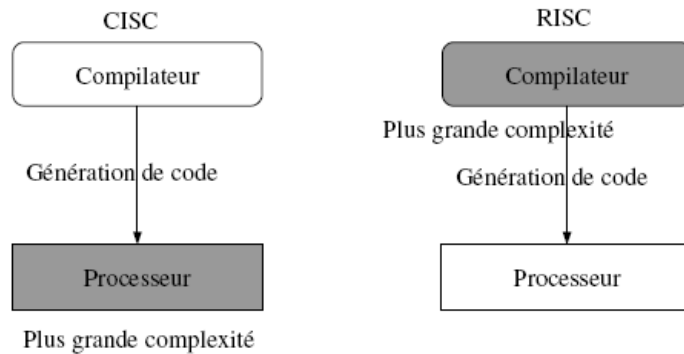 CISC
Compilateur
Génération de code
Processeur
Plus grande complexité
RISC
Compilateur
Plus grande complexité
Génération de code
Processeur